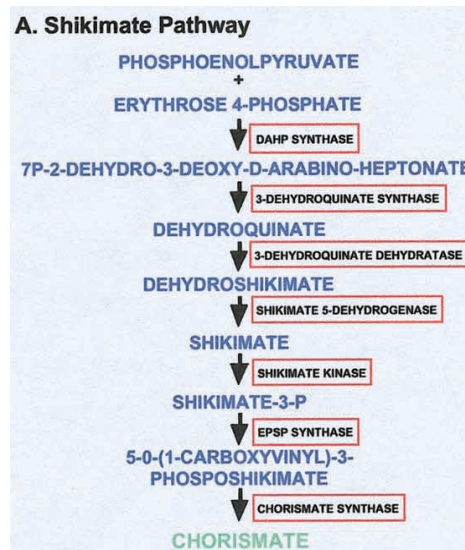 A. Shikimate Pathway
PHOSPHOENOLPYRUVATE
+
ERYTHROSE 4-PHOSPHATE
DAHP SYNTHASE
7P-2-DEHYDRO-3-DEOXY-D-ARABINO-HEPTONATE
3-DEHYDROQUINATE SYNTHASE
DEHYDROQUINATE
3-DEHYDROQUINATE DEHYDRATASE
DEHYDROSHIKIMATE
SHIKIMATE 5-DEHYDROGENASE
SHIKIMATE
SHIKIMATE KINASE
SHIKIMATE-3-P
EPSP SYNTHASE
5-0-(1-CARBOXYVINYL)-3-
PHOSPOSHIKIMATE
CHORISMATE SYNTHASE
CHORISMATE